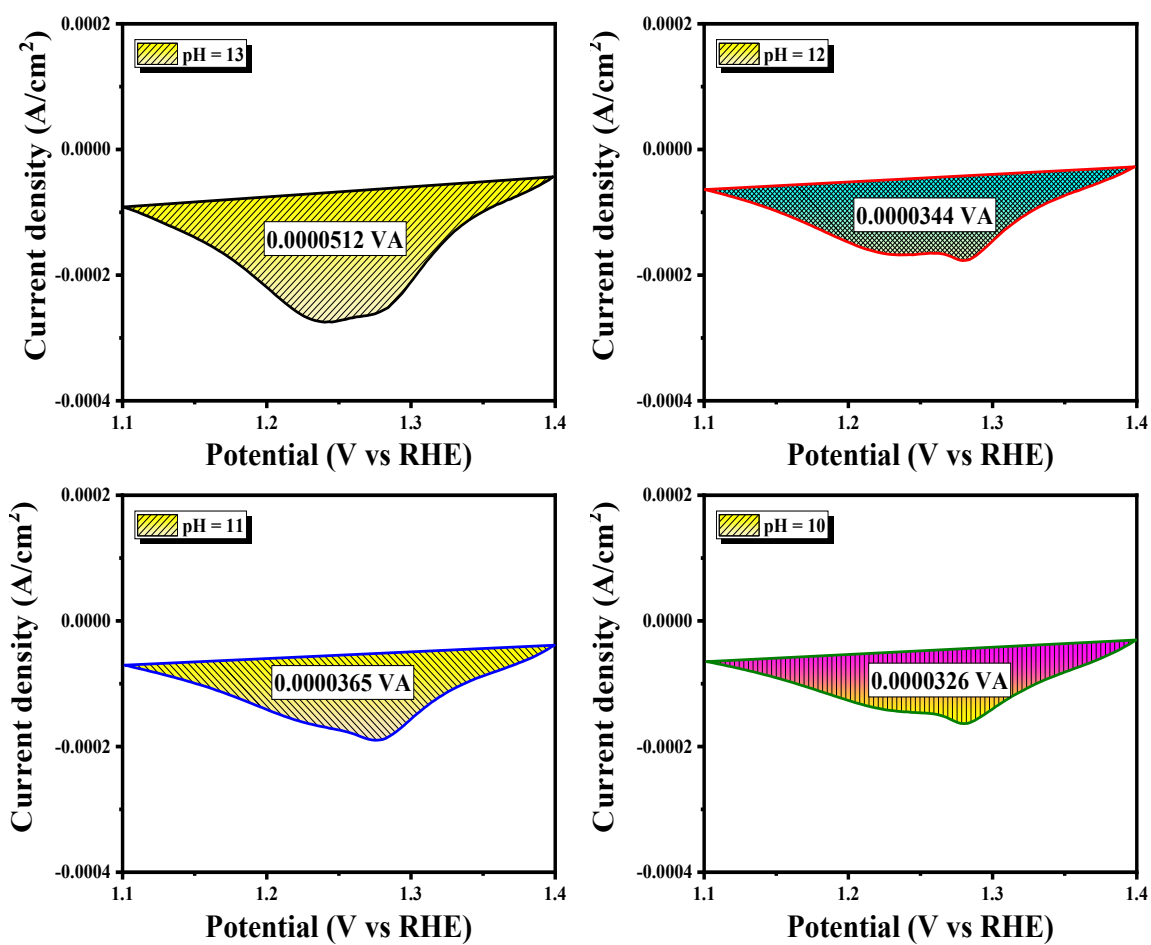 pH = 13
Current density (A/cm²)
0.0002
0.0000
-0.0002
-0.0004
0.0000512 VA
1.1 1.2 1.3 1.4
Potential (V vs RHE)
pH = 12
Current density (A/cm²)
0.0002
0.0000
-0.0002
-0.0004
0.0000344 VA
1.1 1.2 1.3 1.4
Potential (V vs RHE)
pH = 11
Current density (A/cm²)
0.0002
0.0000
-0.0002
-0.0004
0.0000365 VA
1.1 1.2 1.3 1.4
Potential (V vs RHE)
pH = 10
Current density (A/cm²)
0.0002
0.0000
-0.0002
-0.0004
0.0000326 VA
1.1 1.2 1.3 1.4
Potential (V vs RHE)